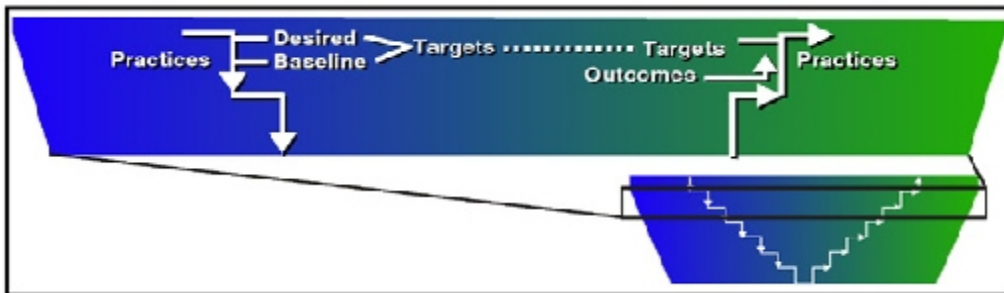 Desired
Practices
Baseline
Targets
Targets
Outcomes
Practices